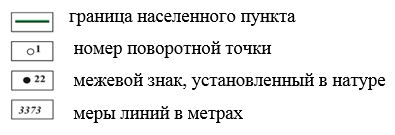 граница населенного пункта
1 номер поворотной точки
22 межевой знак, установленный в натуре
3373 меры линий в метрах